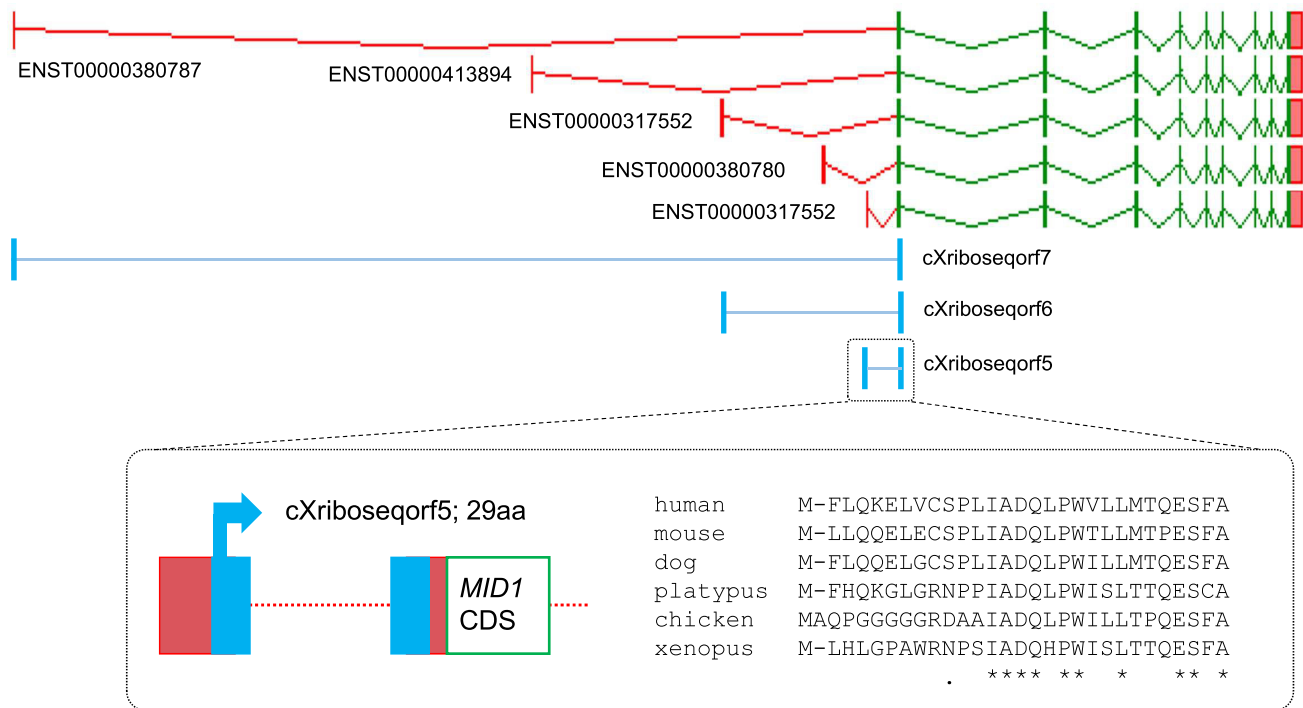 ENST00000380787
ENST00000413894
ENST00000317552
ENST00000380780
ENST00000317552
cXriboseqorf7
cXriboseqorf6
cXriboseqorf5
cXriboseqorf5; 29aa
MID1
CDS
human M-FLQKELVCSPLIADQLPWVLLMTQESFA
mouse M-LLQQELECSPLIADQLPWTLLMTPESFA
dog M-FLQQELGCSPLIADQLPWILLMTQESFA
platypus M-FHQKGLGRNPPIADQLPWISLTTQESCA
chicken MAQPGGGGGRDAAIADQLPWILLTPQESFA
xenopus M-LHLGPAWRNPSIADQHPWISLTTQESFA
. **** ** * ** *